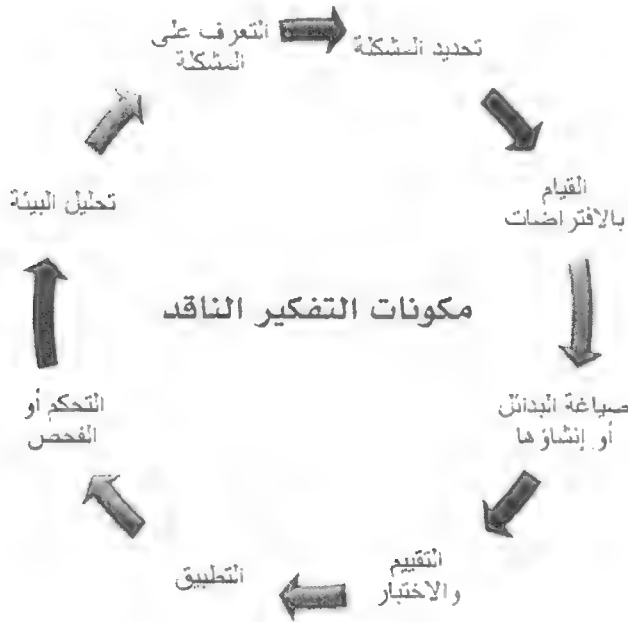 التعرف على
المشكلة
تحديد المشكلة
القيام
بالافتراضات
صياغة البدائل
أو إنشاؤها
التقييم
والاختبار
التطبيق
التحكم أو
الفحص
تحليل البيئة
مكونات التفكير الناقد